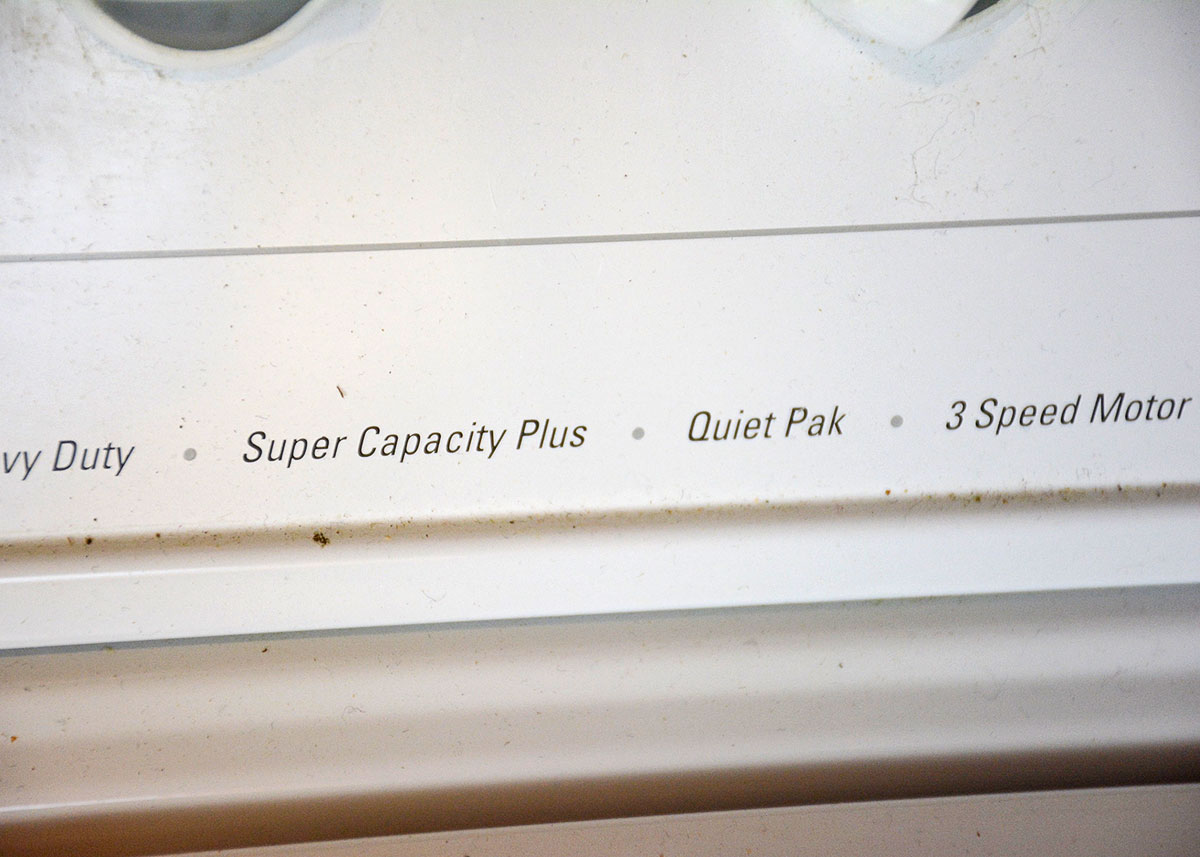 vy Duty • Super Capacity Plus • Quiet Pak • 3 Speed Motor